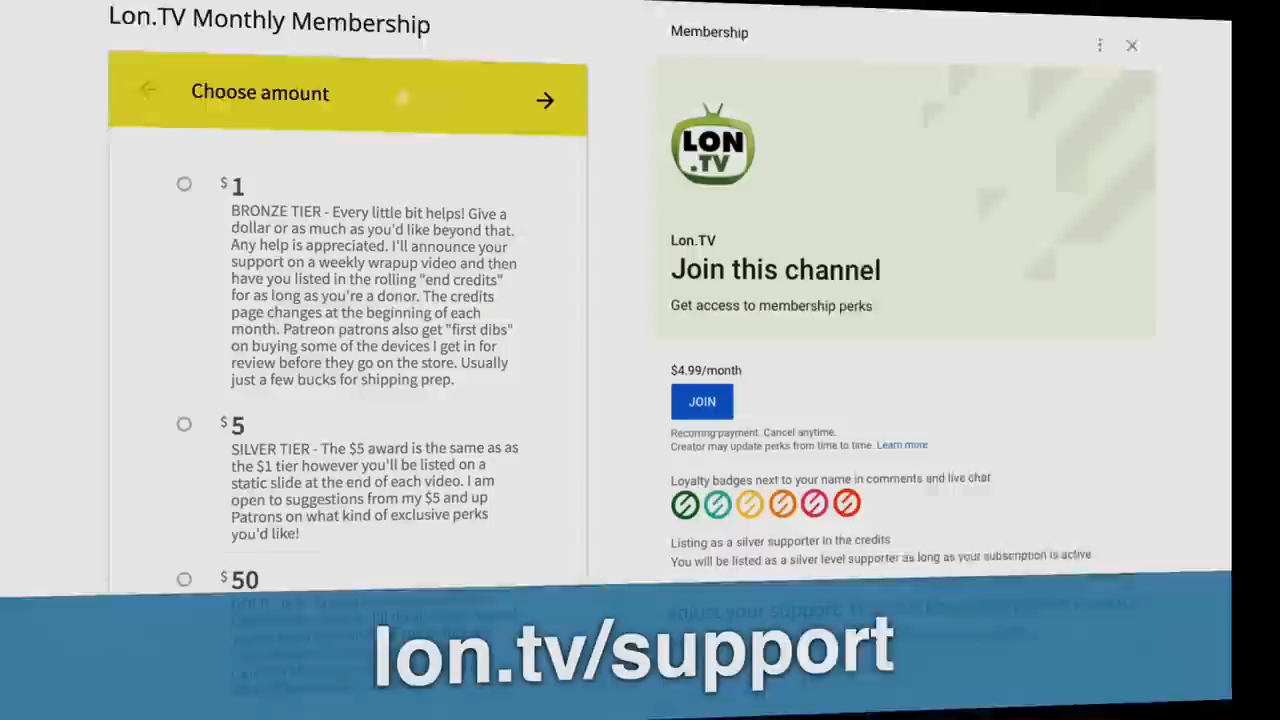 Lon.TV Monthly Membership
Choose amount
$1
BRONZE TIER - Every little bit helps! Give a
dollar or as much as you'd like beyond that.
Any help is appreciated. I'll announce your
support on a weekly wrapup video and then
have you listed in the rolling "end credits"
for as long as you're a donor. The credits
page changes at the beginning of each
month. Patreon patrons also get "first dibs"
on buying some of the devices I get in for
review before they go on the store. Usually
just a few bucks for shipping prep.
$5
SILVER TIER - The $5 award is the same as as
the $1 tier however you'll be listed on a
static slide at the end of each video. I am
open to suggestions from my $5 and up
Patrons on what kind of exclusive perks
you'd like!
$50
Membership
LON
.TV
Lon.TV
Join this channel
Get access to membership perks
$4.99/month
JOIN
Recurring payment. Cancel anytime.
Creator may update perks from time to time. Learn more
Loyalty badges next to your name in comments and live chat
Listing as a silver supporter in the credits
You will be listed as a silver level supporter as long as your subscription is active
lon.tv/support